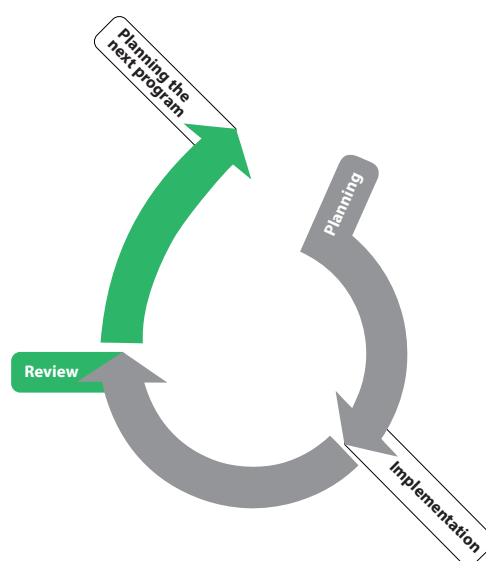 Planning the
next program
Planning
Implementation
Review